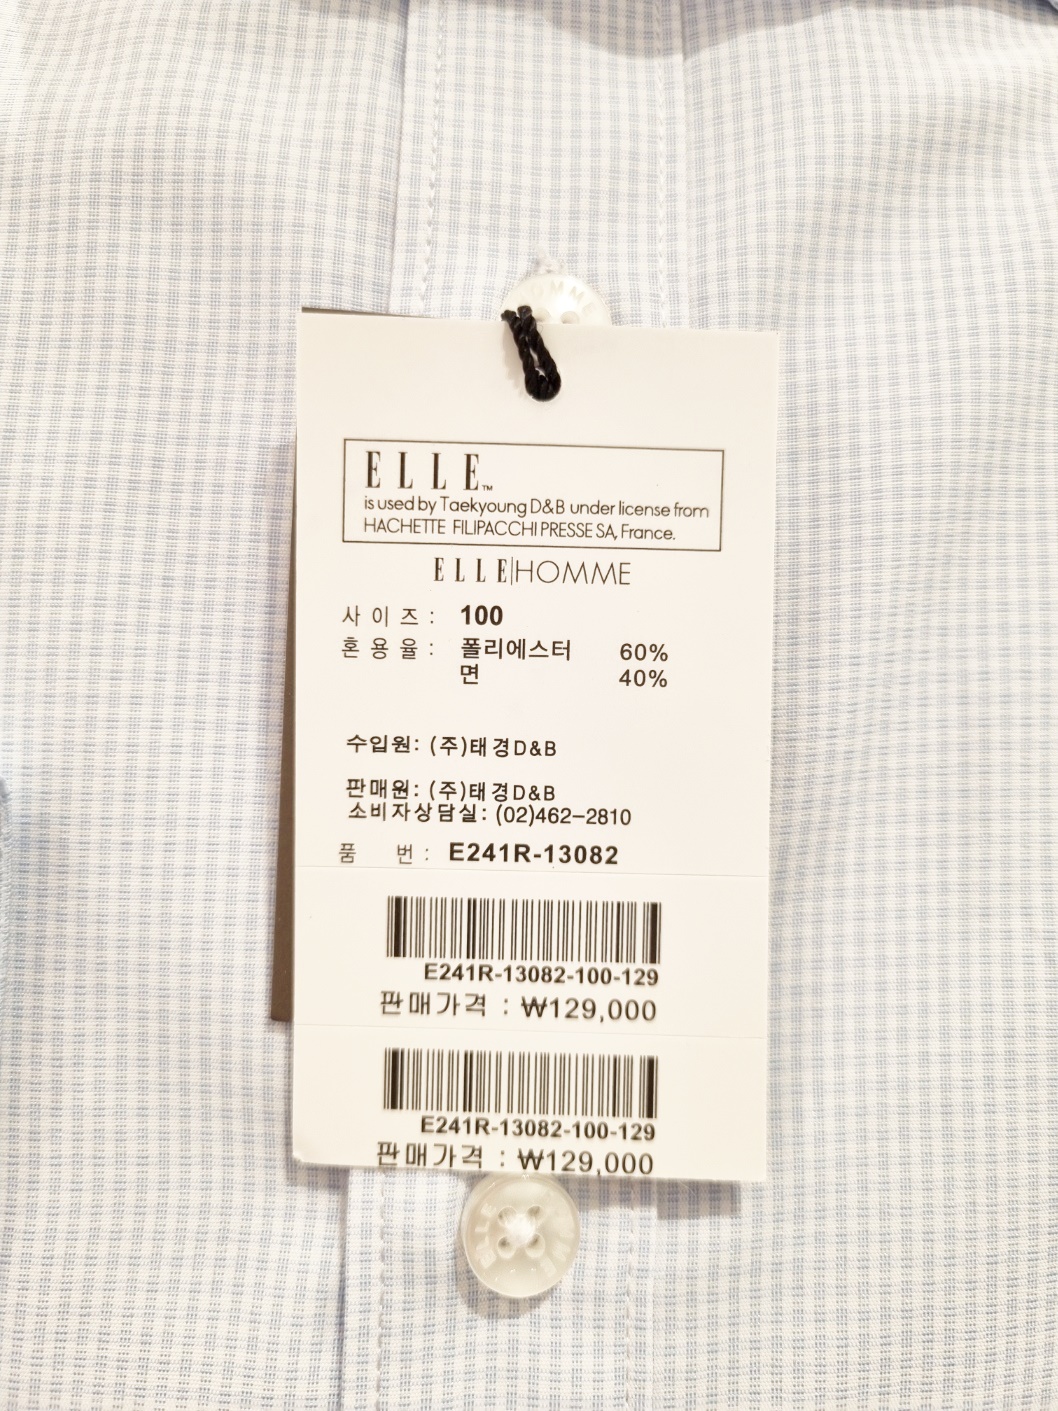 HOMME
ELLE™
is used by Taekyoung D&B under license from
HACHETTE FILIPACCHI PRESSE SA, France.
ELLE|HOMME
사이즈 : 100
혼용율 : 폴리에스터 60%
면 40%
수입원: (주)태경D&B
판매원: (주)태경D&B
소비자상담실: (02)462-2810
품 번 : E241R-13082
E241R-13082-100-129
판매가격 : ₩129,000
E241R-13082-100-129
판매가격 : ₩129,000
ELLE